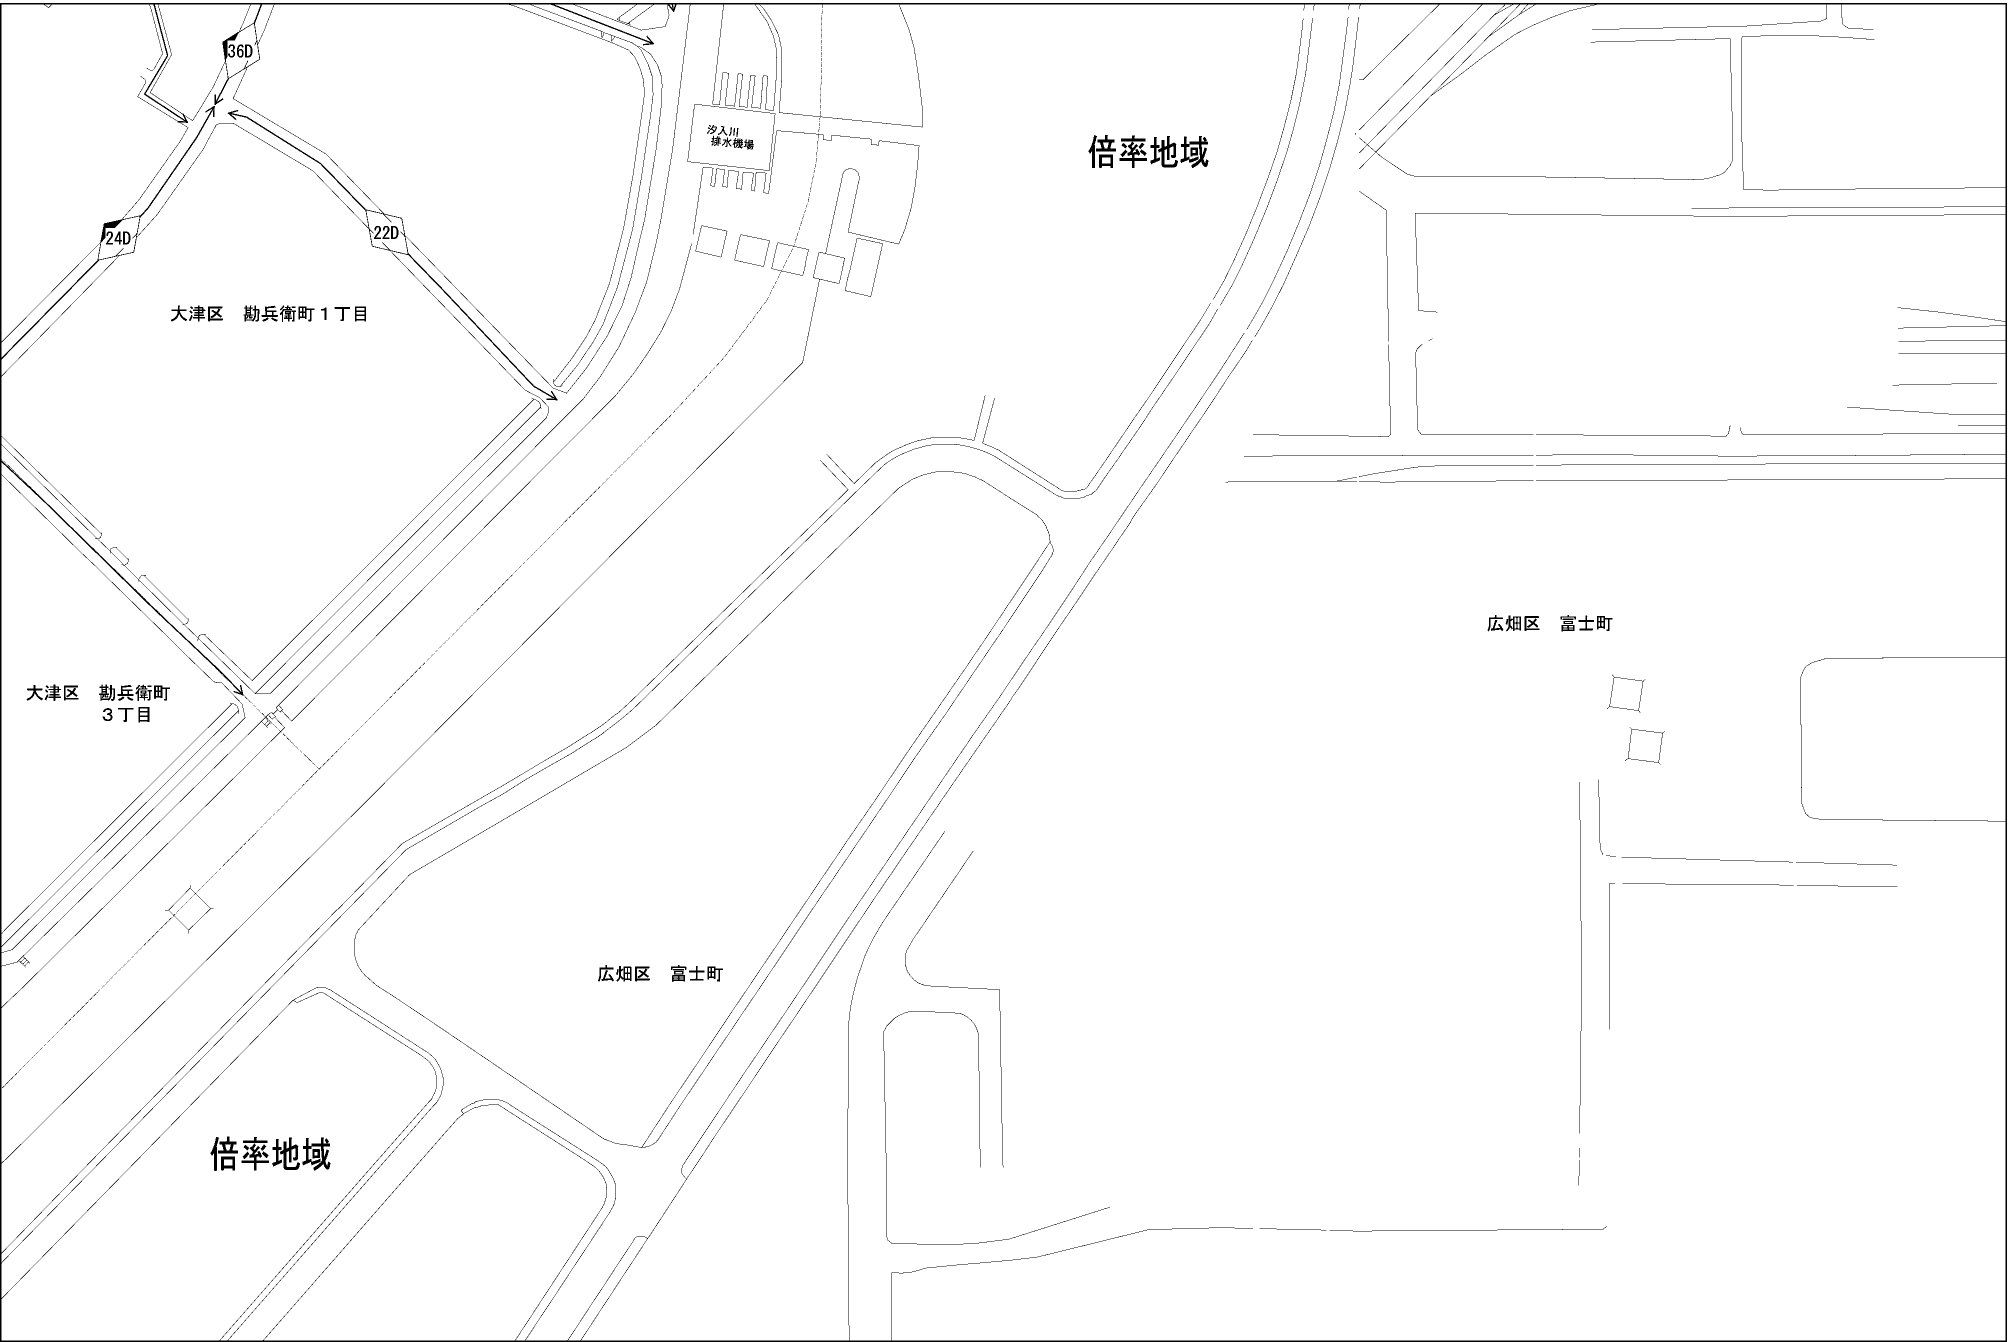 36D
汐入川
排水機場
倍率地域
24D
22D
大津区　勘兵衛町１丁目
広畑区　富士町
大津区　勘兵衛町
３丁目
広畑区　富士町
倍率地域